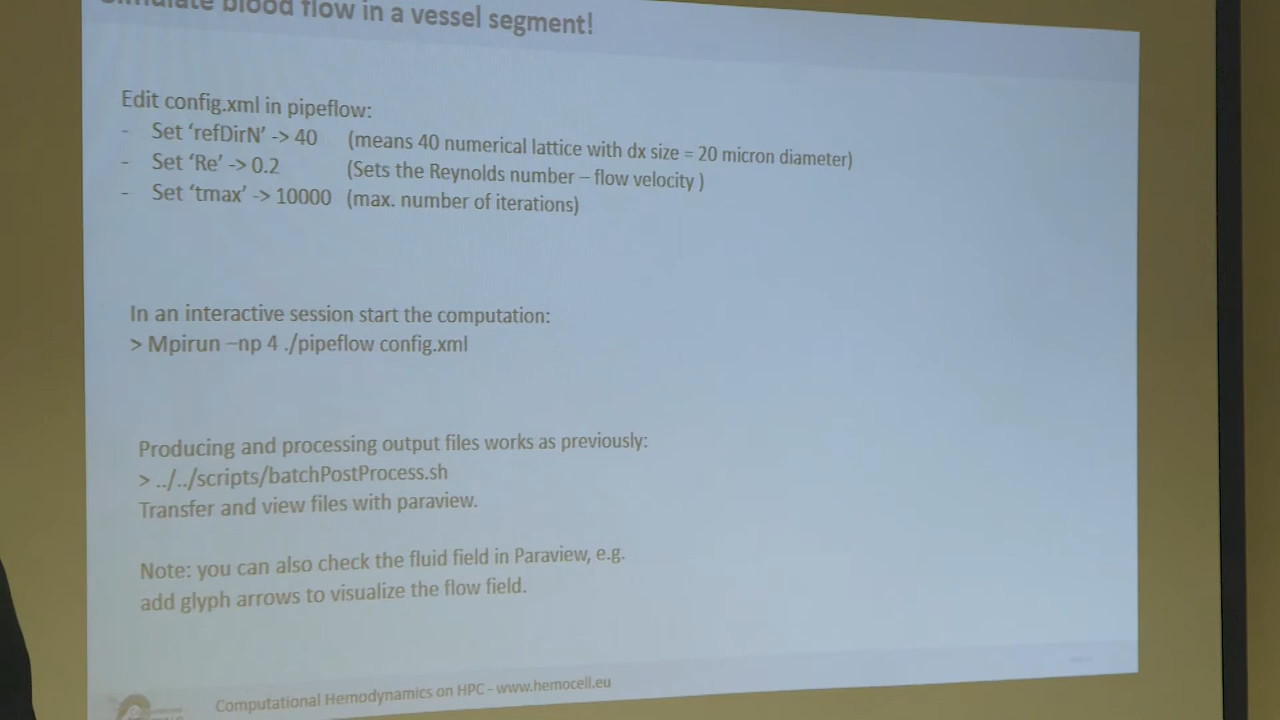 Simulate blood flow in a vessel segment!
Edit config.xml in pipeflow:
- Set ‘refDirN’ -> 40 (means 40 numerical lattice with dx size = 20 micron diameter)
- Set ‘Re’ -> 0.2 (Sets the Reynolds number – flow velocity )
- Set ‘tmax’ -> 10000 (max. number of iterations)
In an interactive session start the computation:
> Mpirun –np 4 ./pipeflow config.xml
Producing and processing output files works as previously:
> ../../scripts/batchPostProcess.sh
Transfer and view files with paraview.
Note: you can also check the fluid field in Paraview, e.g.
add glyph arrows to visualize the flow field.
Computational Hemodynamics on HPC - www.hemocell.eu